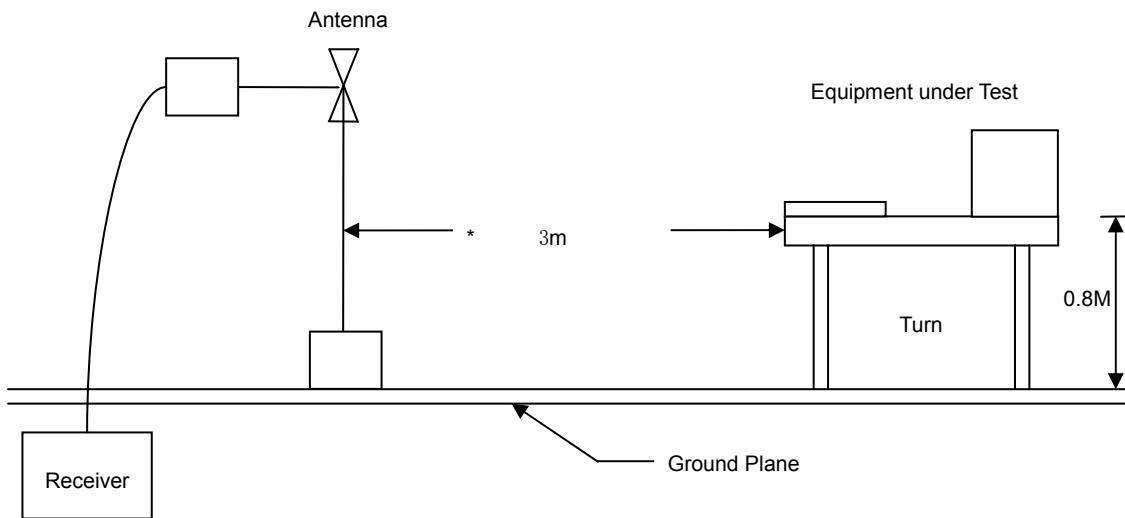 Antenna
Equipment under Test
* 3m
0.8M
Turn
Ground Plane
Receiver